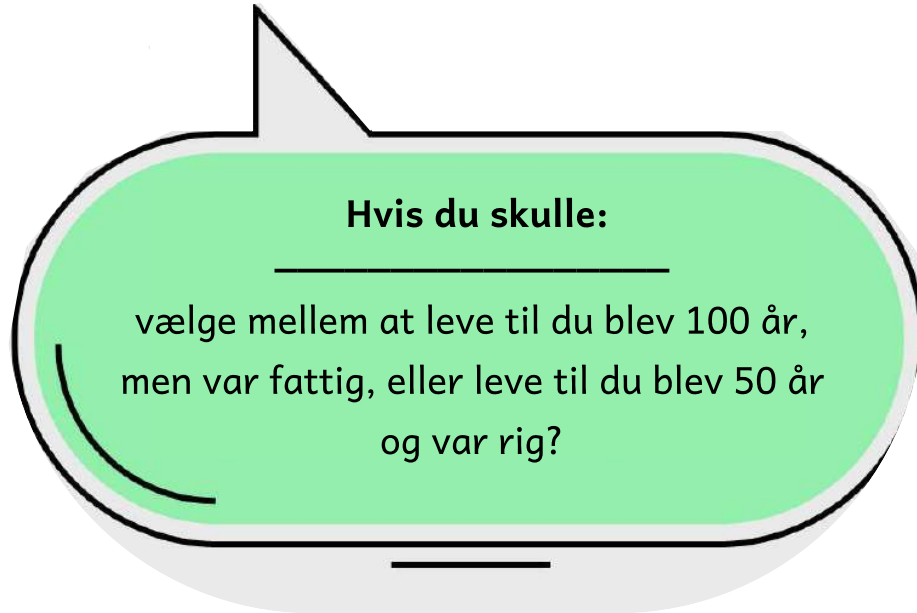 Hvis du skulle:
vælge mellem at leve til du blev 100 år,
men var fattig, eller leve til du blev 50 år
og var rig?